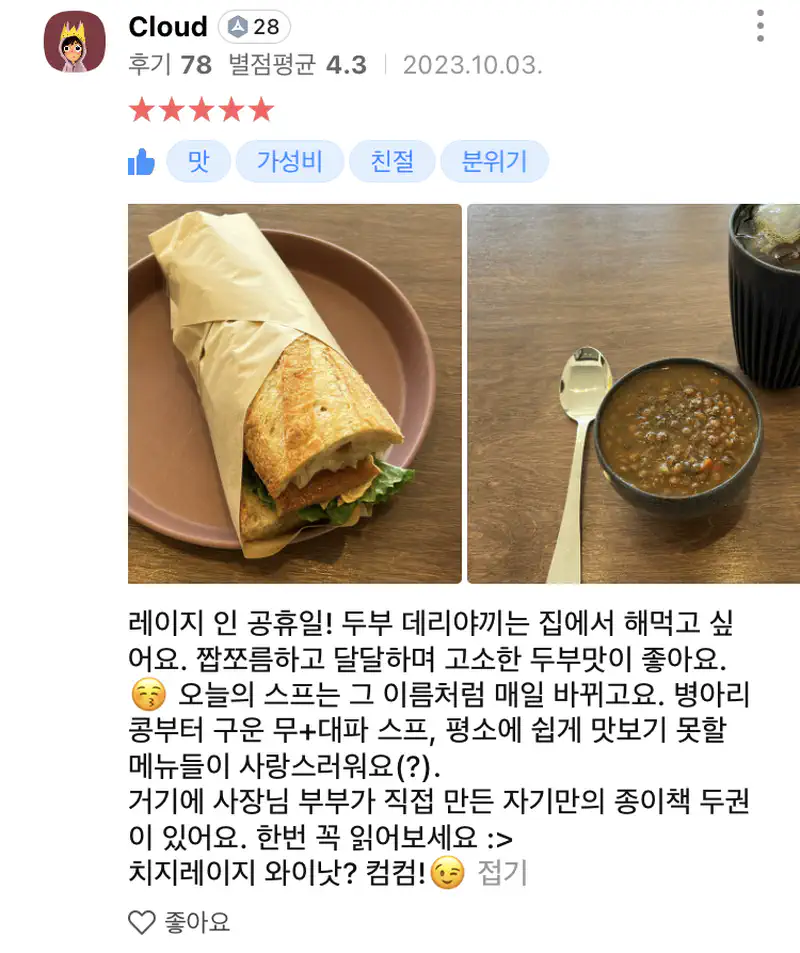 Cloud 28
후기 78 별점평균 4.3 2023.10.03.
맛 가성비 친절 분위기
레이지 인 공휴일! 두부 데리야끼는 집에서 해먹고 싶
어요. 짭쪼름하고 달달하며 고소한 두부맛이 좋아요.
😚 오늘의 스프는 그 이름처럼 매일 바뀌고요. 병아리
콩부터 구운 무+대파 스프, 평소에 쉽게 맛보기 못할
메뉴들이 사랑스러워요(?).
거기에 사장님 부부가 직접 만든 자기만의 종이책 두권
이 있어요. 한번 꼭 읽어보세요 :>
치지레이지 와이낫? 컴컴!😉 접기
좋아요